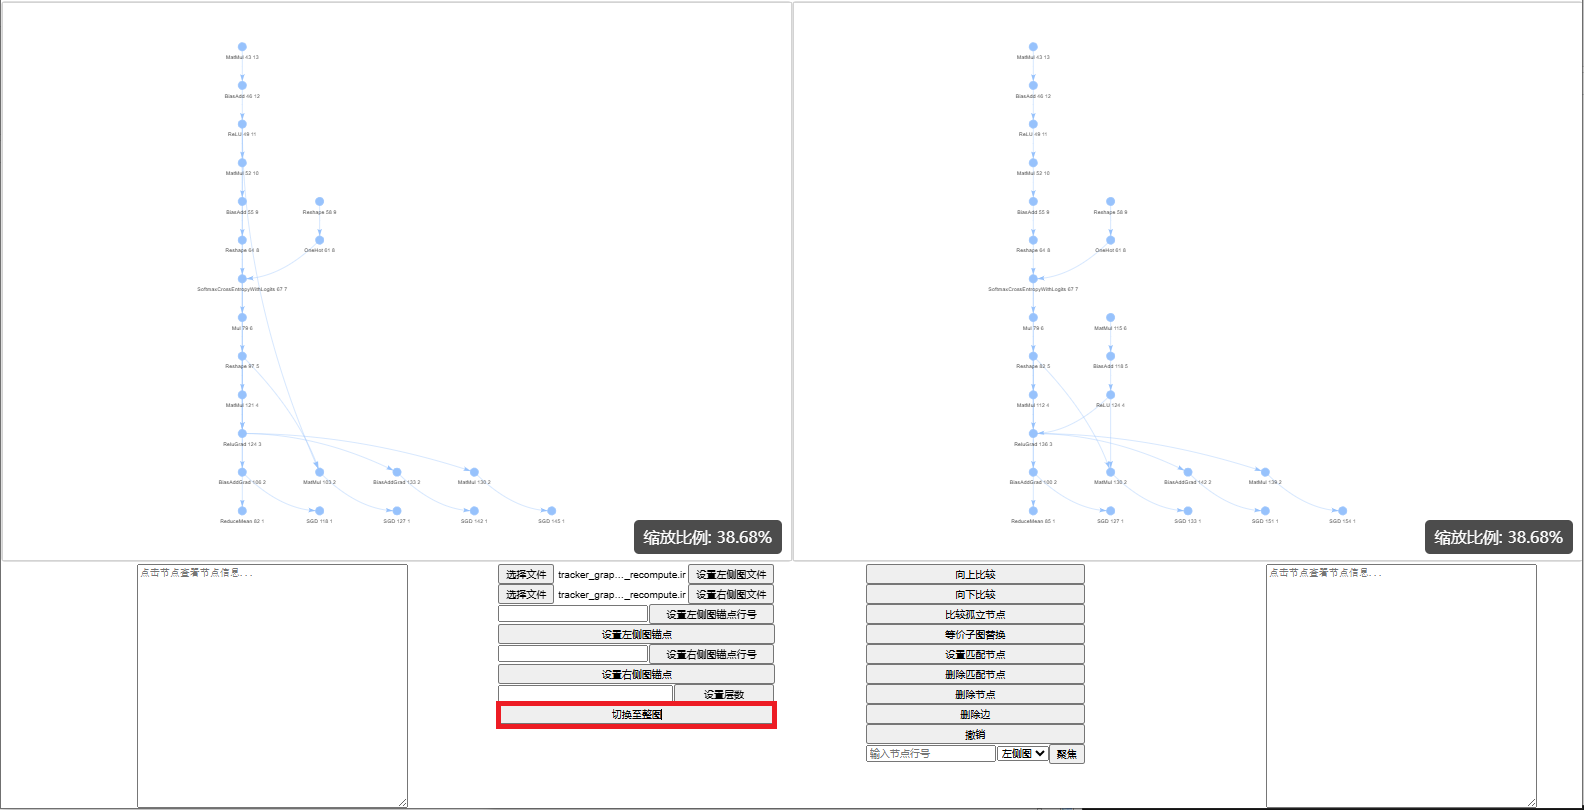 MatMul 43 13
BiasAdd 46 12
ReLU 49 11
MatMul 52 10
BiasAdd 55 9
Reshape 58 9
Reshape 64 8
OneHot 61 8
SoftmaxCrossEntropyWithLogits 67 7
Mul 79 6
Reshape 97 5
MatMul 121 4
ReluGrad 124 3
BiasAddGrad 100 2
MatMul 103 2
BiasAddGrad 133 2
MatMul 130 2
ReduceMean 82 1
SGD 118 1
SGD 127 1
SGD 142 1
SGD 145 1
缩放比例: 38.68%
MatMul 43 13
BiasAdd 46 12
ReLU 49 11
MatMul 52 10
BiasAdd 55 9
Reshape 58 9
Reshape 64 8
OneHot 61 8
SoftmaxCrossEntropyWithLogits 67 7
Mul 79 6
MatMul 115 6
Reshape 82 5
BiasAdd 118 5
MatMul 112 4
ReLU 124 4
ReluGrad 136 3
BiasAddGrad 100 2
MatMul 130 2
BiasAddGrad 142 2
MatMul 139 2
ReduceMean 85 1
SGD 127 1
SGD 133 1
SGD 151 1
SGD 154 1
缩放比例: 38.68%
点击节点查看节点信息...
选择文件 tracker_grap..._recompute.ir 设置左侧图文件
选择文件 tracker_grap..._recompute.ir 设置右侧图文件
设置左侧图锚点行号
设置左侧图锚点
设置右侧图锚点行号
设置右侧图锚点
设置层数
切换至整图
向上比较
向下比较
比较孤立节点
等价子图替换
设置匹配节点
删除匹配节点
删除节点
删除边
撤销
输入节点行号 左侧图 聚焦
点击节点查看节点信息...